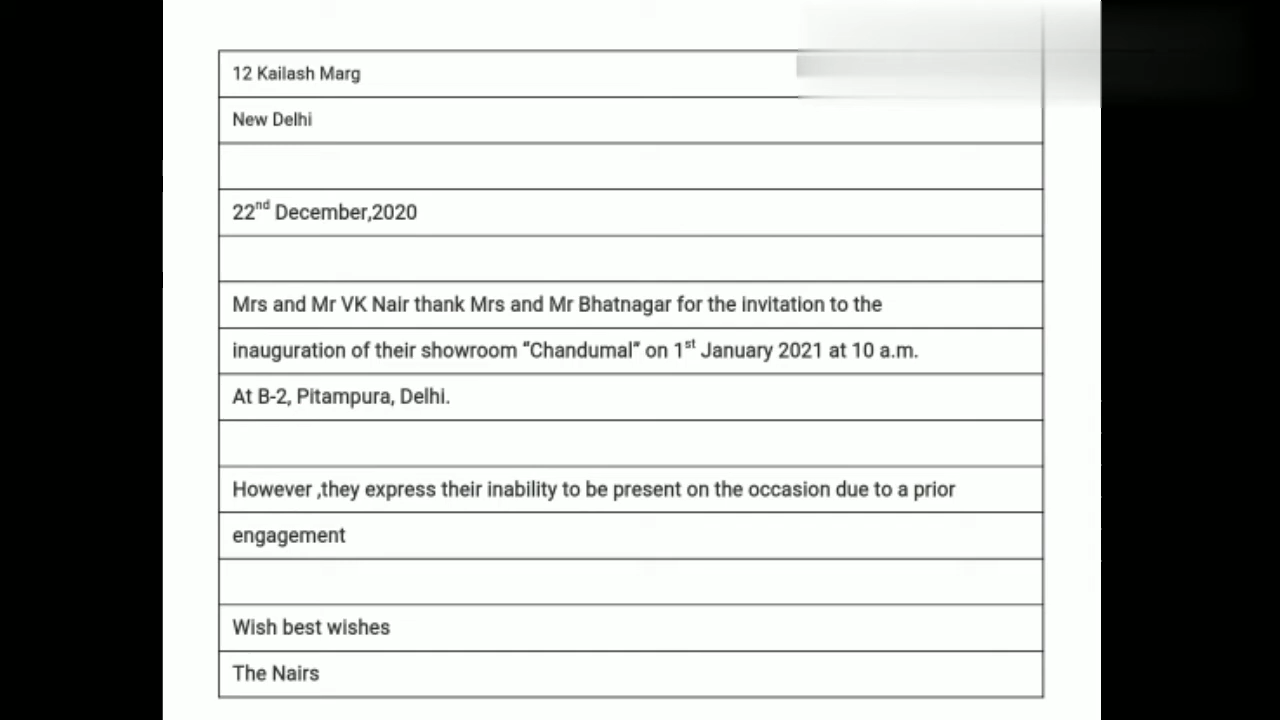 12 Kailash Marg
New Delhi
22nd December,2020
Mrs and Mr VK Nair thank Mrs and Mr Bhatnagar for the invitation to the
inauguration of their showroom “Chandumal” on 1st January 2021 at 10 a.m.
At B-2, Pitampura, Delhi.
However ,they express their inability to be present on the occasion due to a prior
engagement
Wish best wishes
The Nairs